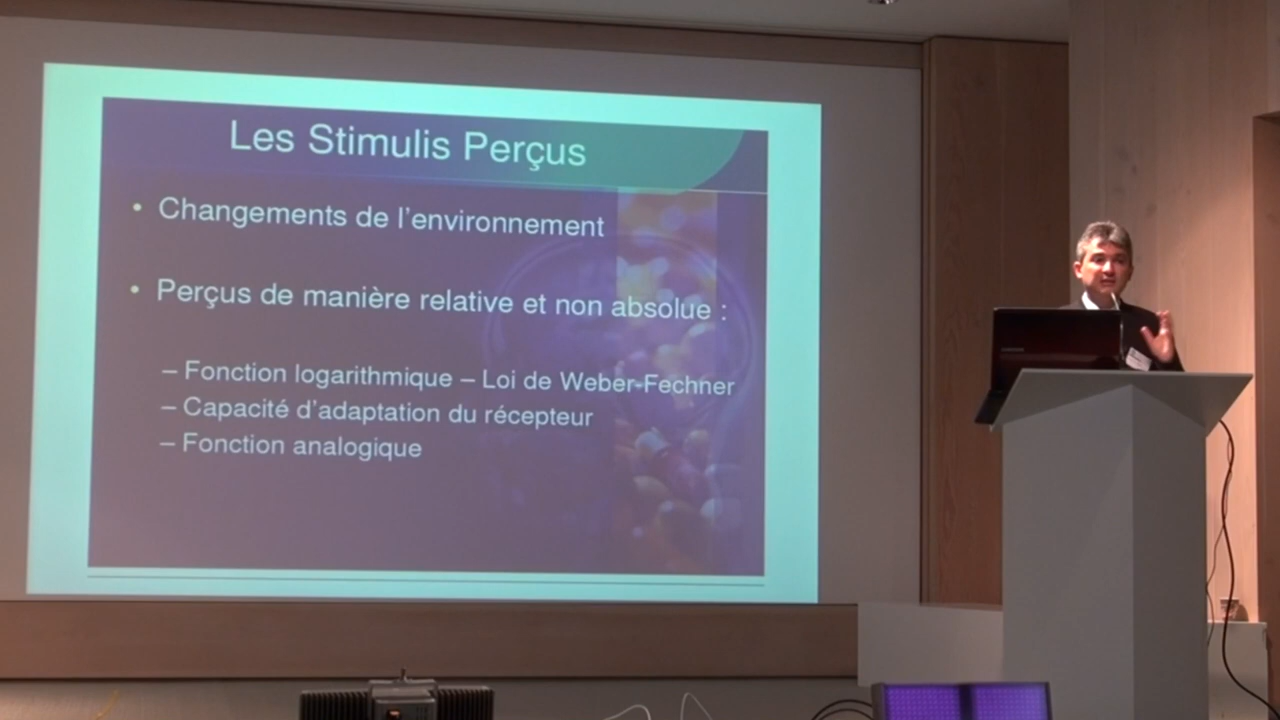 Les Stimulis Perçus
• Changements de l'environnement
• Perçus de manière relative et non absolue :
– Fonction logarithmique – Loi de Weber-Fechner
– Capacité d'adaptation du récepteur
– Fonction analogique